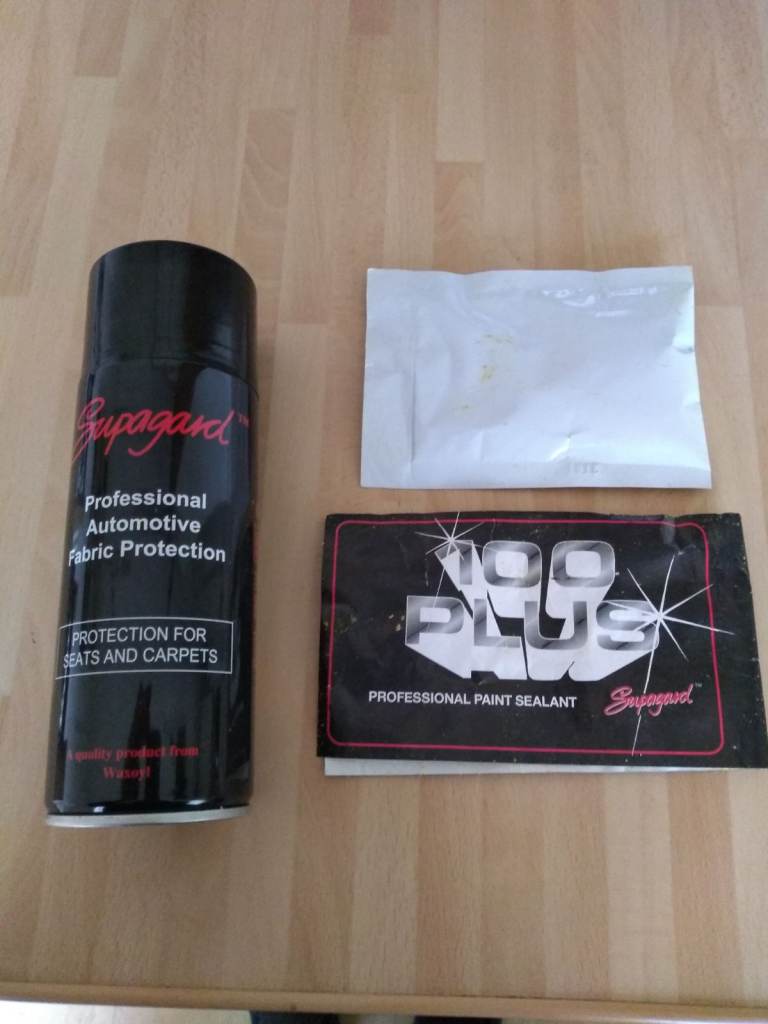 Supagard™
Professional
Automotive
Fabric Protection
PROTECTION FOR
SEATS AND CARPETS
A quality product from
Waxoyl
100
PLUS
PROFESSIONAL PAINT SEALANT
Supagard™